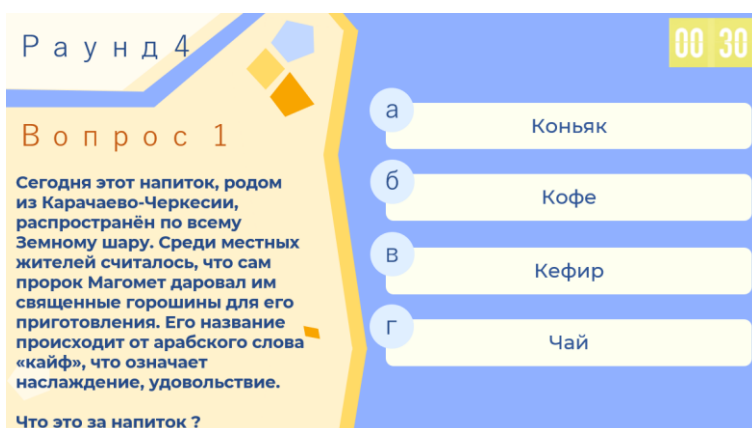 Раунд 4
00 30
Вопрос 1
Сегодня этот напиток, родом
из Карачаево-Черкесии,
распространён по всему
Земному шару. Среди местных
жителей считалось, что сам
пророк Магомет даровал им
священные горошины для его
приготовления. Его название
происходит от арабского слова
«кайф», что означает
наслаждение, удовольствие.
Что это за напиток ?
а
Коньяк
б
Кофе
в
Кефир
г
Чай